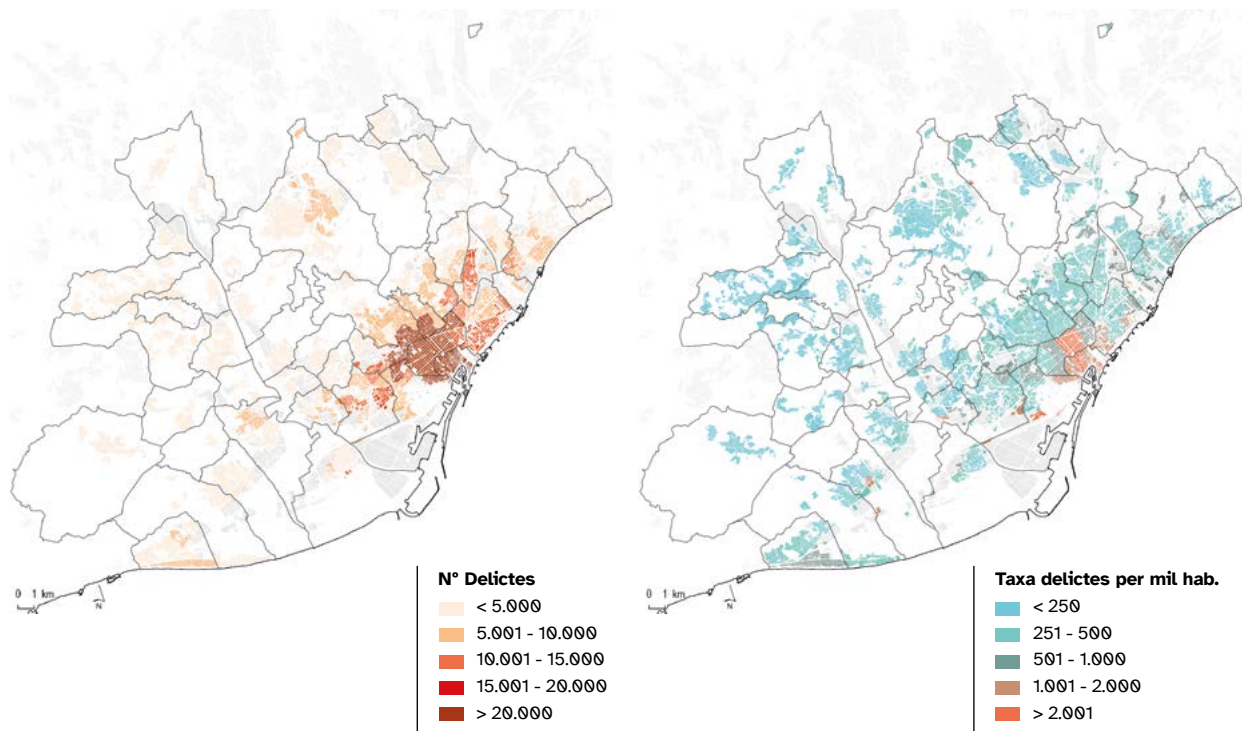 0 1 km
N
Nº Delictes
< 5.000
5.001 - 10.000
10.001 - 15.000
15.001 - 20.000
> 20.000
0 1 km
N
Taxa delictes per mil hab.
< 250
251 - 500
501 - 1.000
1.001 - 2.000
> 2.001